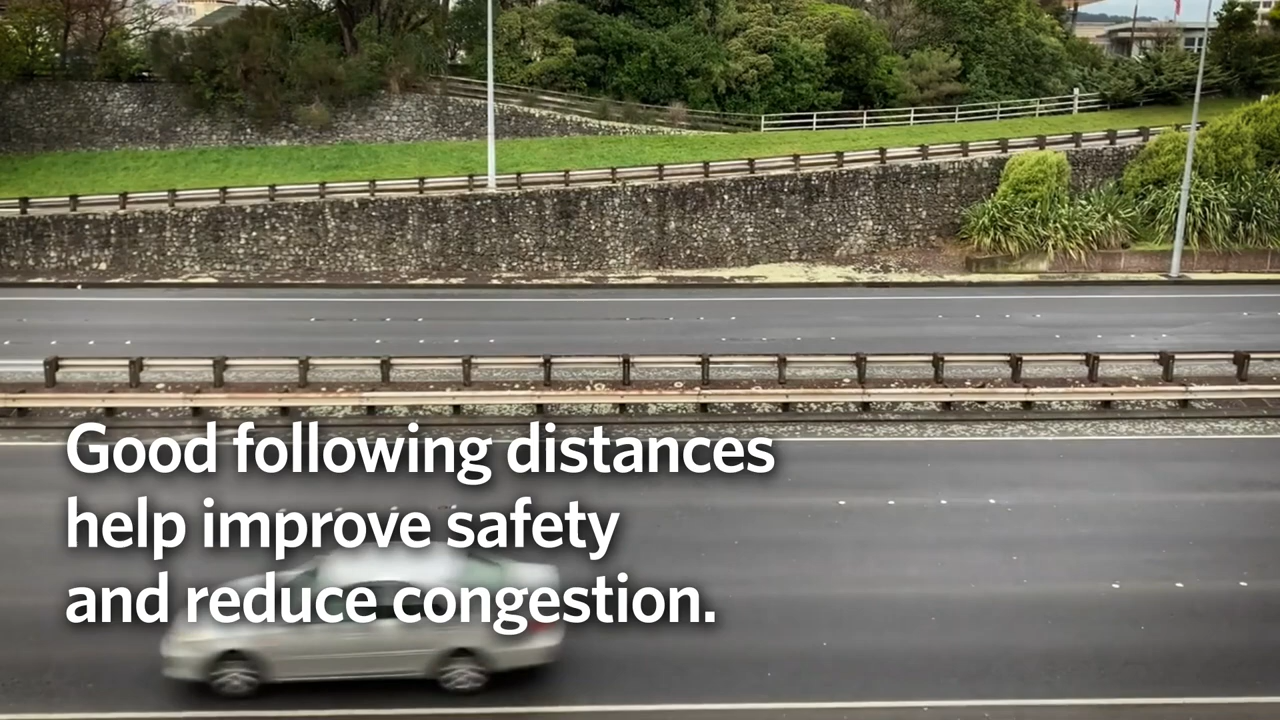 Good following distances
help improve safety
and reduce congestion.